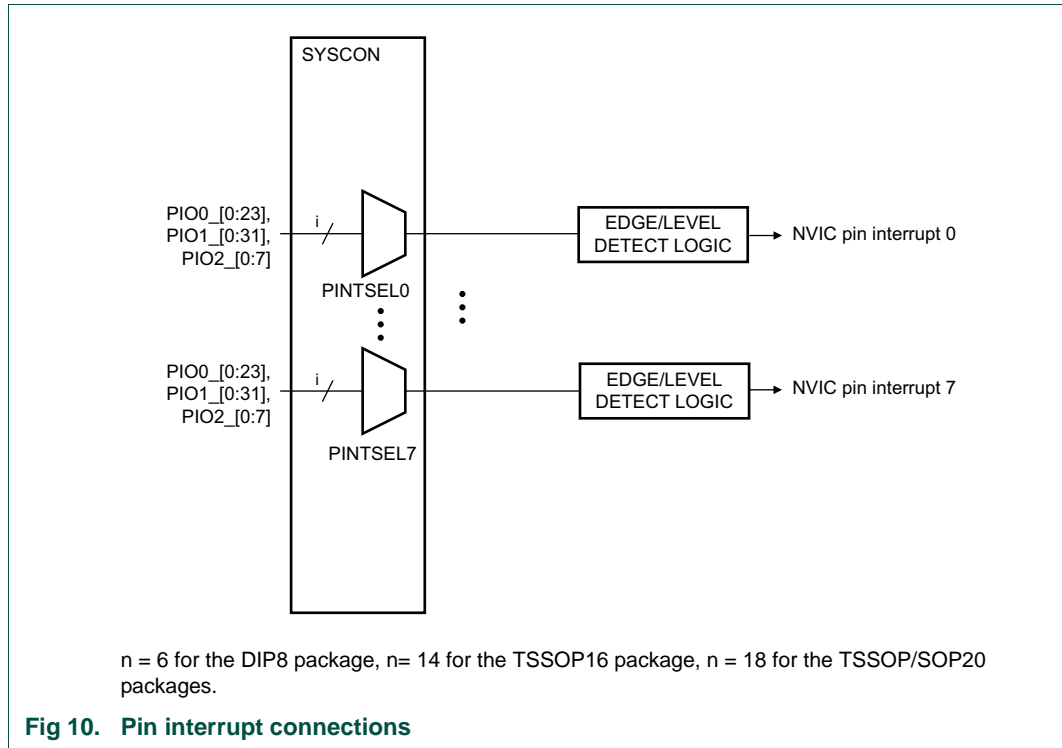 SYSCON
PIO0_[0:23],
PIO1_[0:31],
PIO2_[0:7]
i
PINTSEL0
EDGE/LEVEL
DETECT LOGIC
NVIC pin interrupt 0
PIO0_[0:23],
PIO1_[0:31],
PIO2_[0:7]
i
PINTSEL7
EDGE/LEVEL
DETECT LOGIC
NVIC pin interrupt 7
n = 6 for the DIP8 package, n= 14 for the TSSOP16 package, n = 18 for the TSSOP/SOP20
packages.
Fig 10. Pin interrupt connections